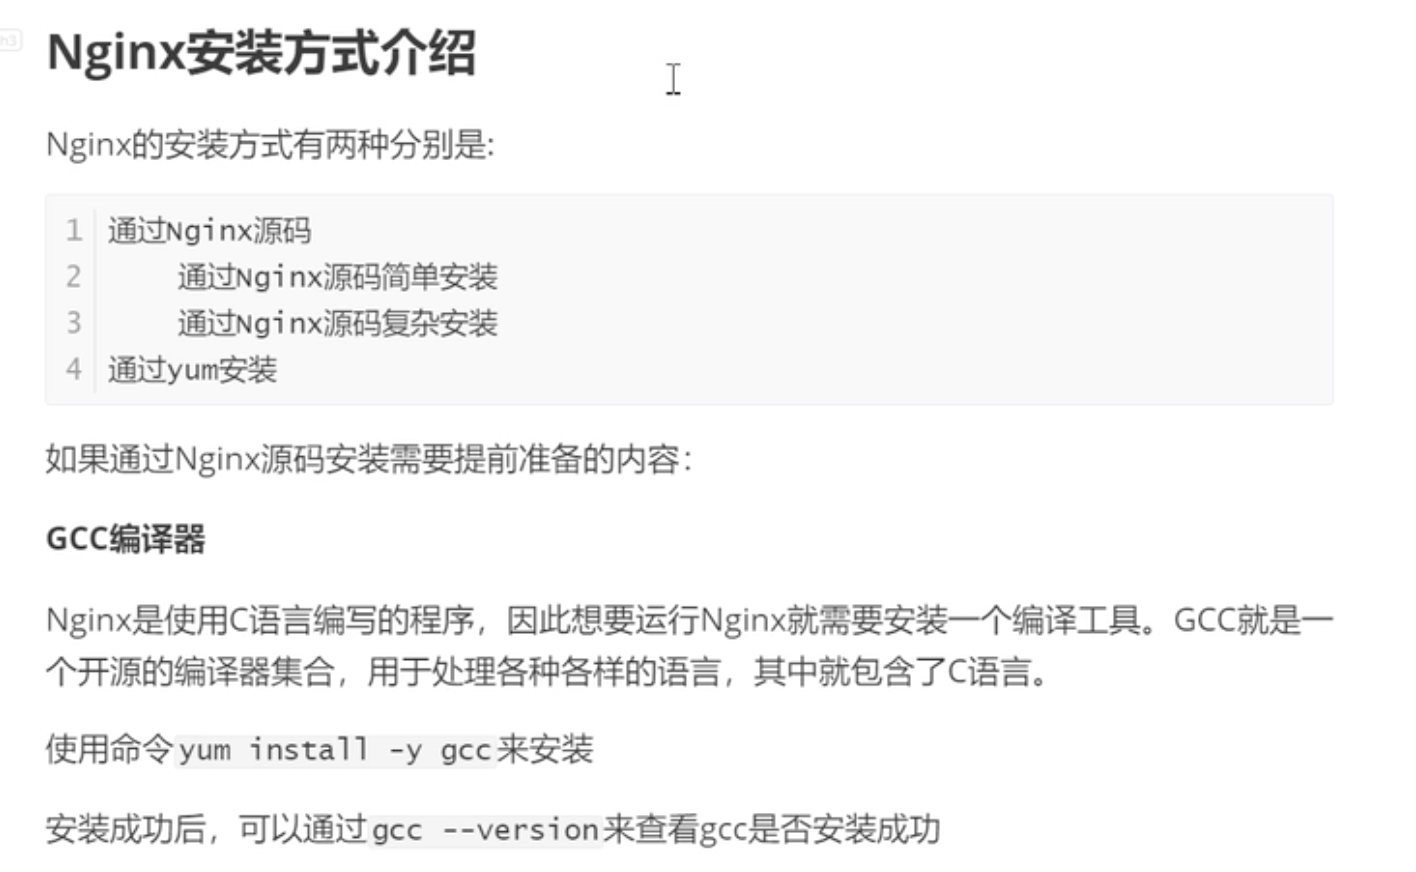 h3
Nginx安装方式介绍
Nginx的安装方式有两种分别是:
1 通过Nginx源码
2 通过Nginx源码简单安装
3 通过Nginx源码复杂安装
4 通过yum安装
如果通过Nginx源码安装需要提前准备的内容：
GCC编译器
Nginx是使用C语言编写的程序，因此想要运行Nginx就需要安装一个编译工具。GCC就是一
个开源的编译器集合，用于处理各种各样的语言，其中就包含了C语言。
使用命令yum install -y gcc来安装
安装成功后，可以通过gcc --version来查看gcc是否安装成功